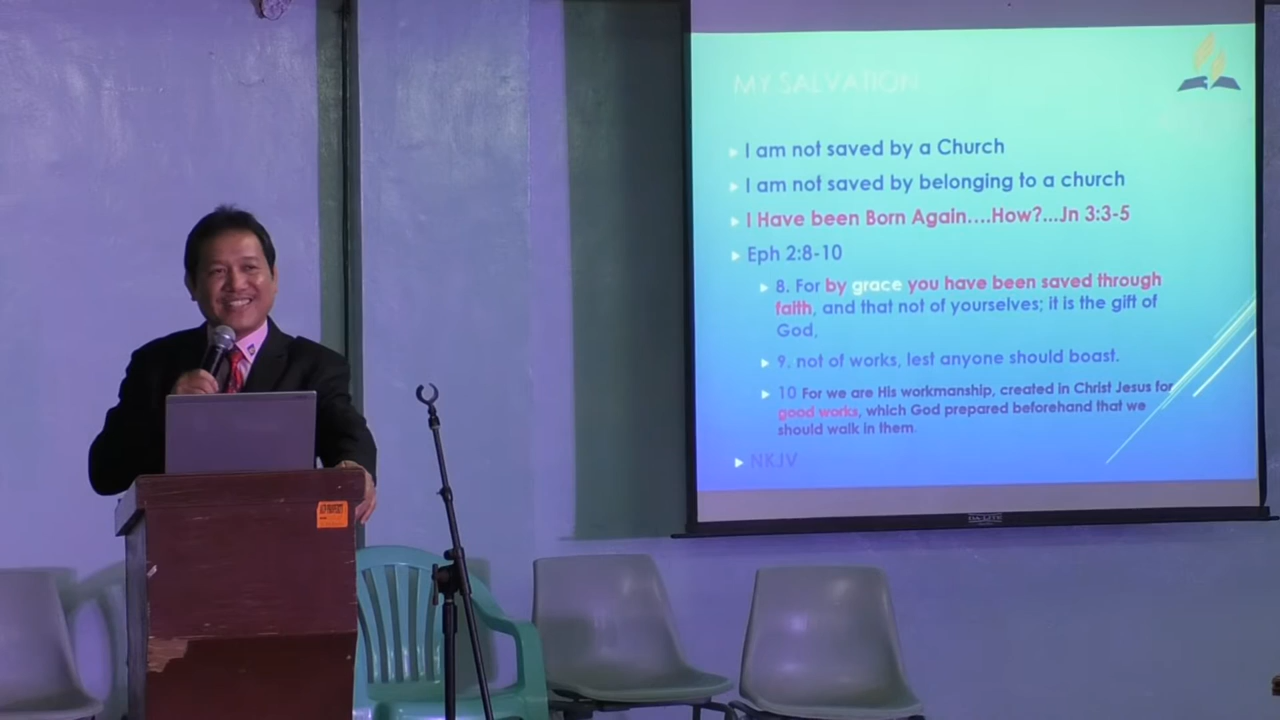 MY SALVATION
I am not saved by a Church
I am not saved by belonging to a church
I Have been Born Again....How?...Jn 3:3-5
Eph 2:8-10
8. For by grace you have been saved through
faith, and that not of yourselves; it is the gift of
God,
9. not of works, lest anyone should boast.
10 For we are His workmanship, created in Christ Jesus for
good works, which God prepared beforehand that we
should walk in them.
NKJV
DA-LITE